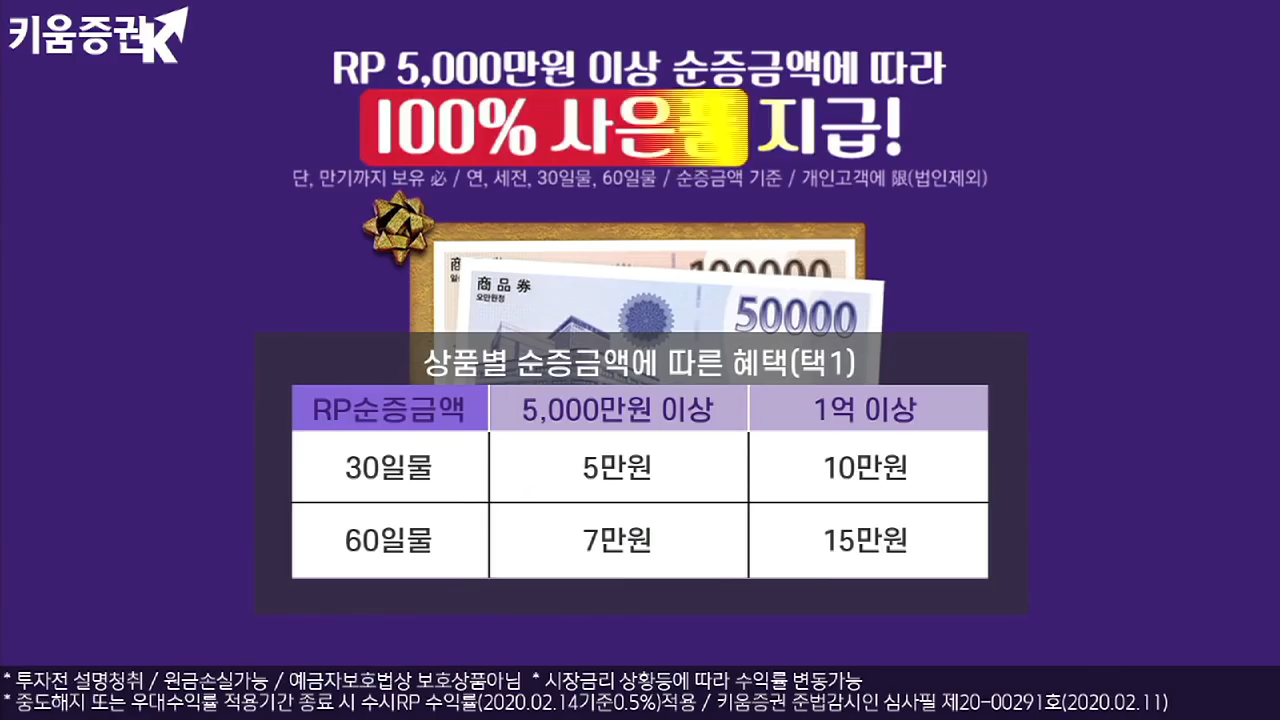 키움증권K
RP 5,000만원 이상 순증금액에 따라
100% 사은품 지급!
단, 만기까지 보유 必 / 연, 세전, 30일물, 60일물 / 순증금액 기준 / 개인고객에 限(법인제외)
商品券
商品券
오만원정
50000
상품별 순증금액에 따른 혜택(택1)
RP순증금액 5,000만원 이상 1억 이상
30일물 5만원 10만원
60일물 7만원 15만원
* 투자전 설명청취 / 원금손실가능 / 예금자보호법상 보호상품아님 * 시장금리 상황등에 따라 수익률 변동가능
* 중도해지 또는 우대수익률 적용기간 종료 시 수시RP 수익률(2020.02.14기준0.5%)적용 / 키움증권 준법감시인 심사필 제20-00291호(2020.02.11)